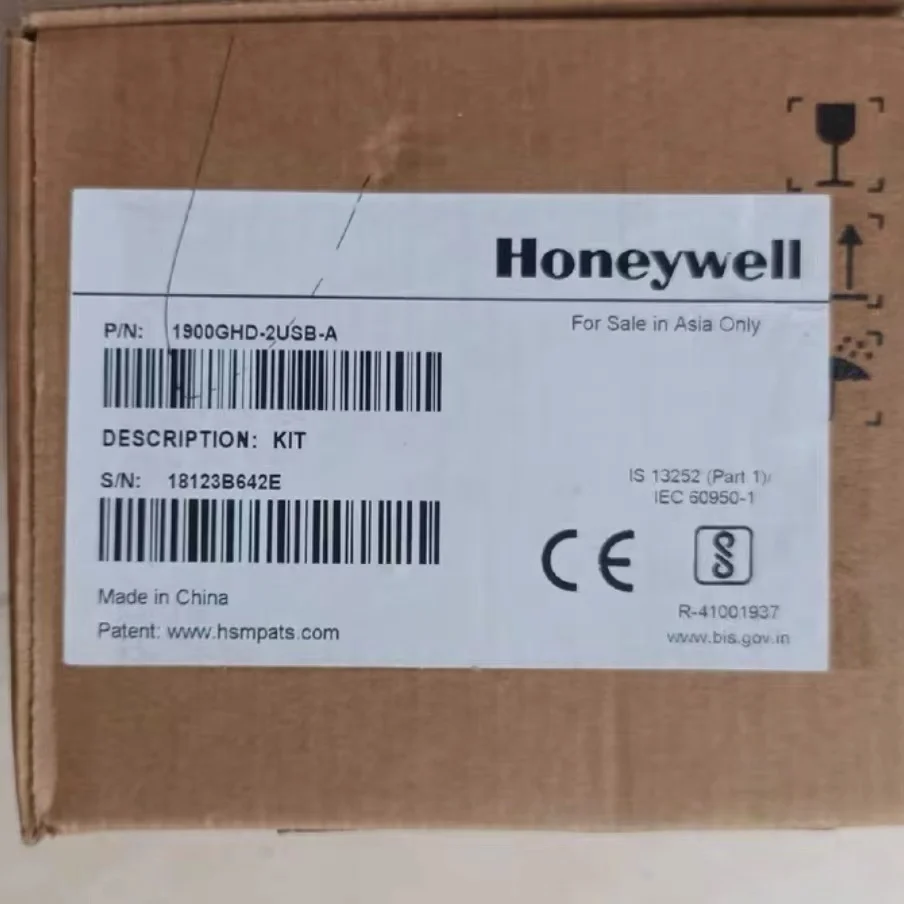 Honeywell
P/N: 1900GHD-2USB-A
For Sale in Asia Only
DESCRIPTION: KIT
S/N: 18123B642E
IS 13252 (Part 1)/
IEC 60950-1
CE
Made in China
R-41001937
Patent: www.hsmpats.com
www.bis.gov.in